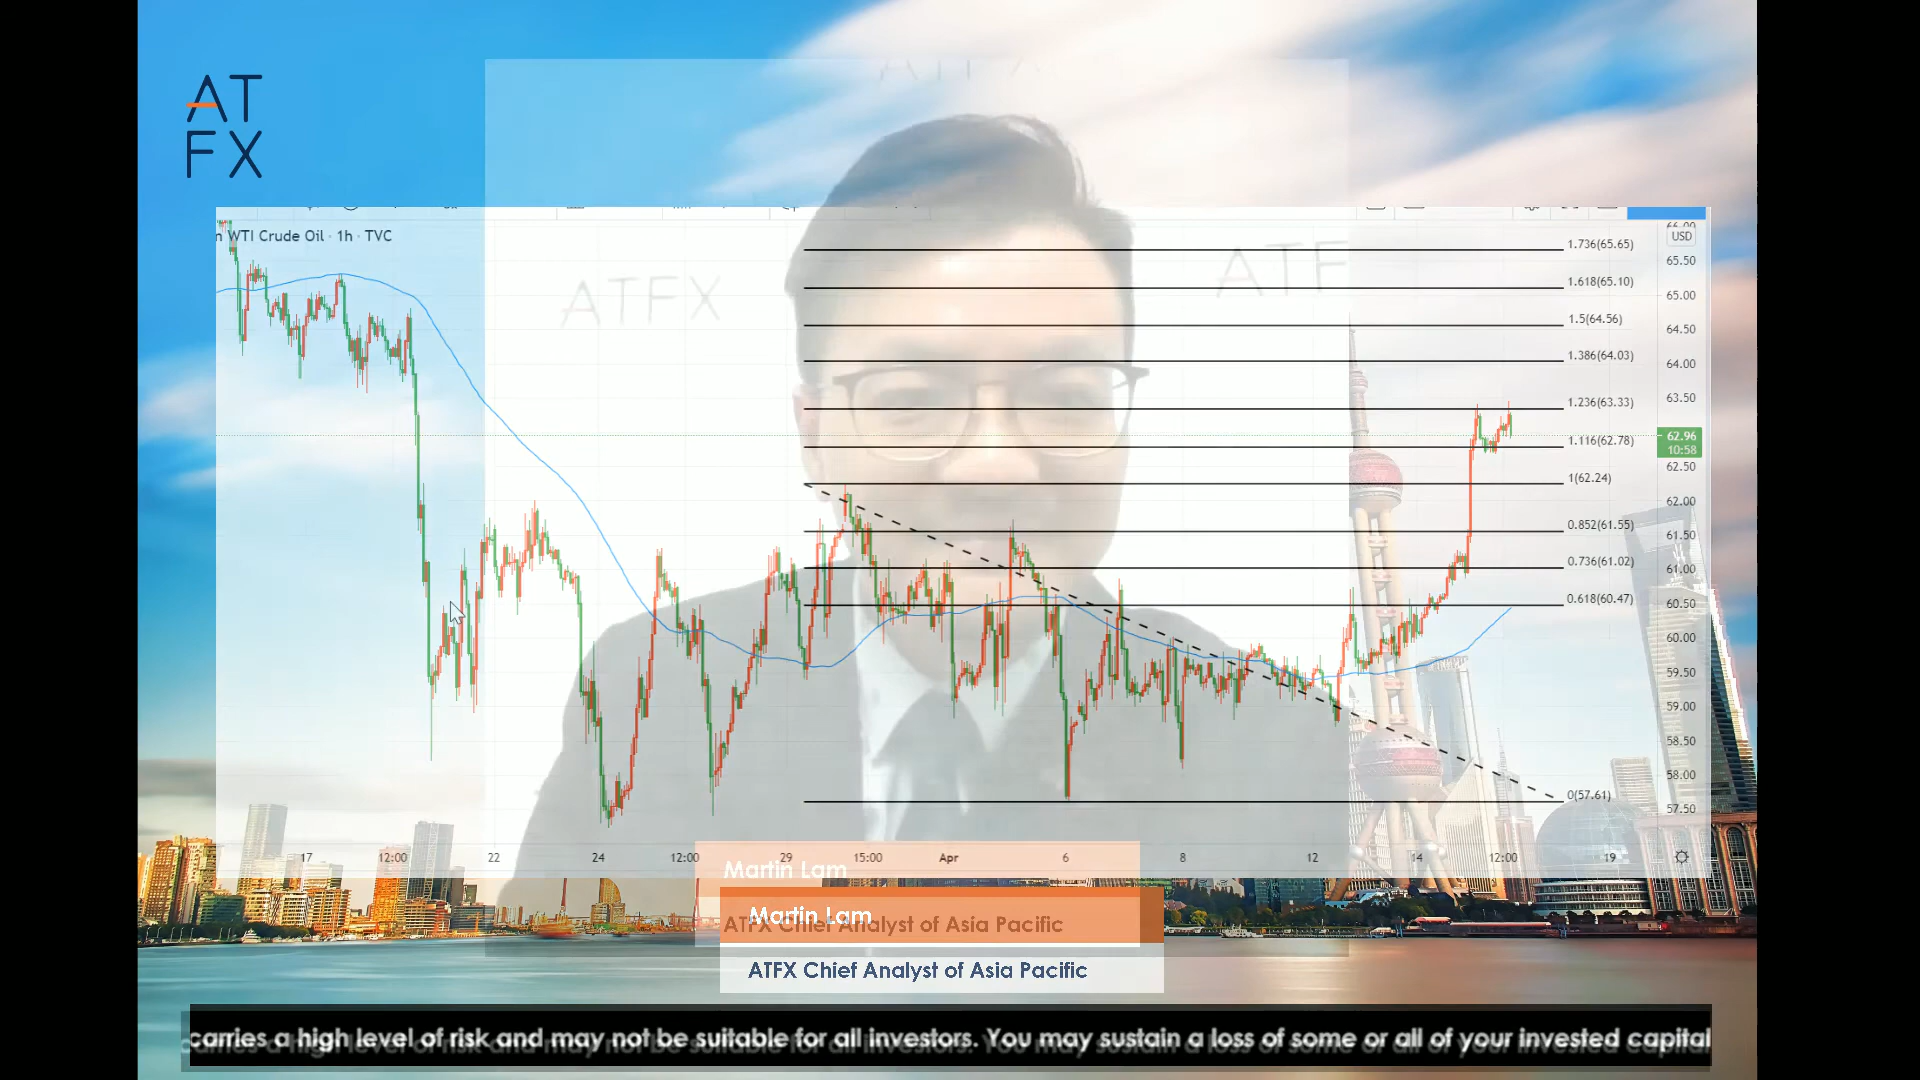 AT
FX
ATFX
ATFX
ATF
WTI Crude Oil · 1h · TVC
USD
1.736(65.65)
1.618(65.10)
1.5(64.56)
1.386(64.03)
1.236(63.33)
1.116(62.78)
1(62.24)
0.852(61.55)
0.736(61.02)
0.618(60.47)
0(57.61)
66.00
65.50
65.00
64.50
64.00
63.50
62.96
10:58
62.50
62.00
61.50
61.00
60.50
60.00
59.50
59.00
58.50
58.00
57.50
17 12:00 22 24 12:00 29 15:00 Apr 6 8 12 14 12:00 19
Martin Lam
ATFX Chief Analyst of Asia Pacific
Martin Lam
ATFX Chief Analyst of Asia Pacific
carries a high level of risk and may not be suitable for all investors. You may sustain a loss of some or all of your invested capital